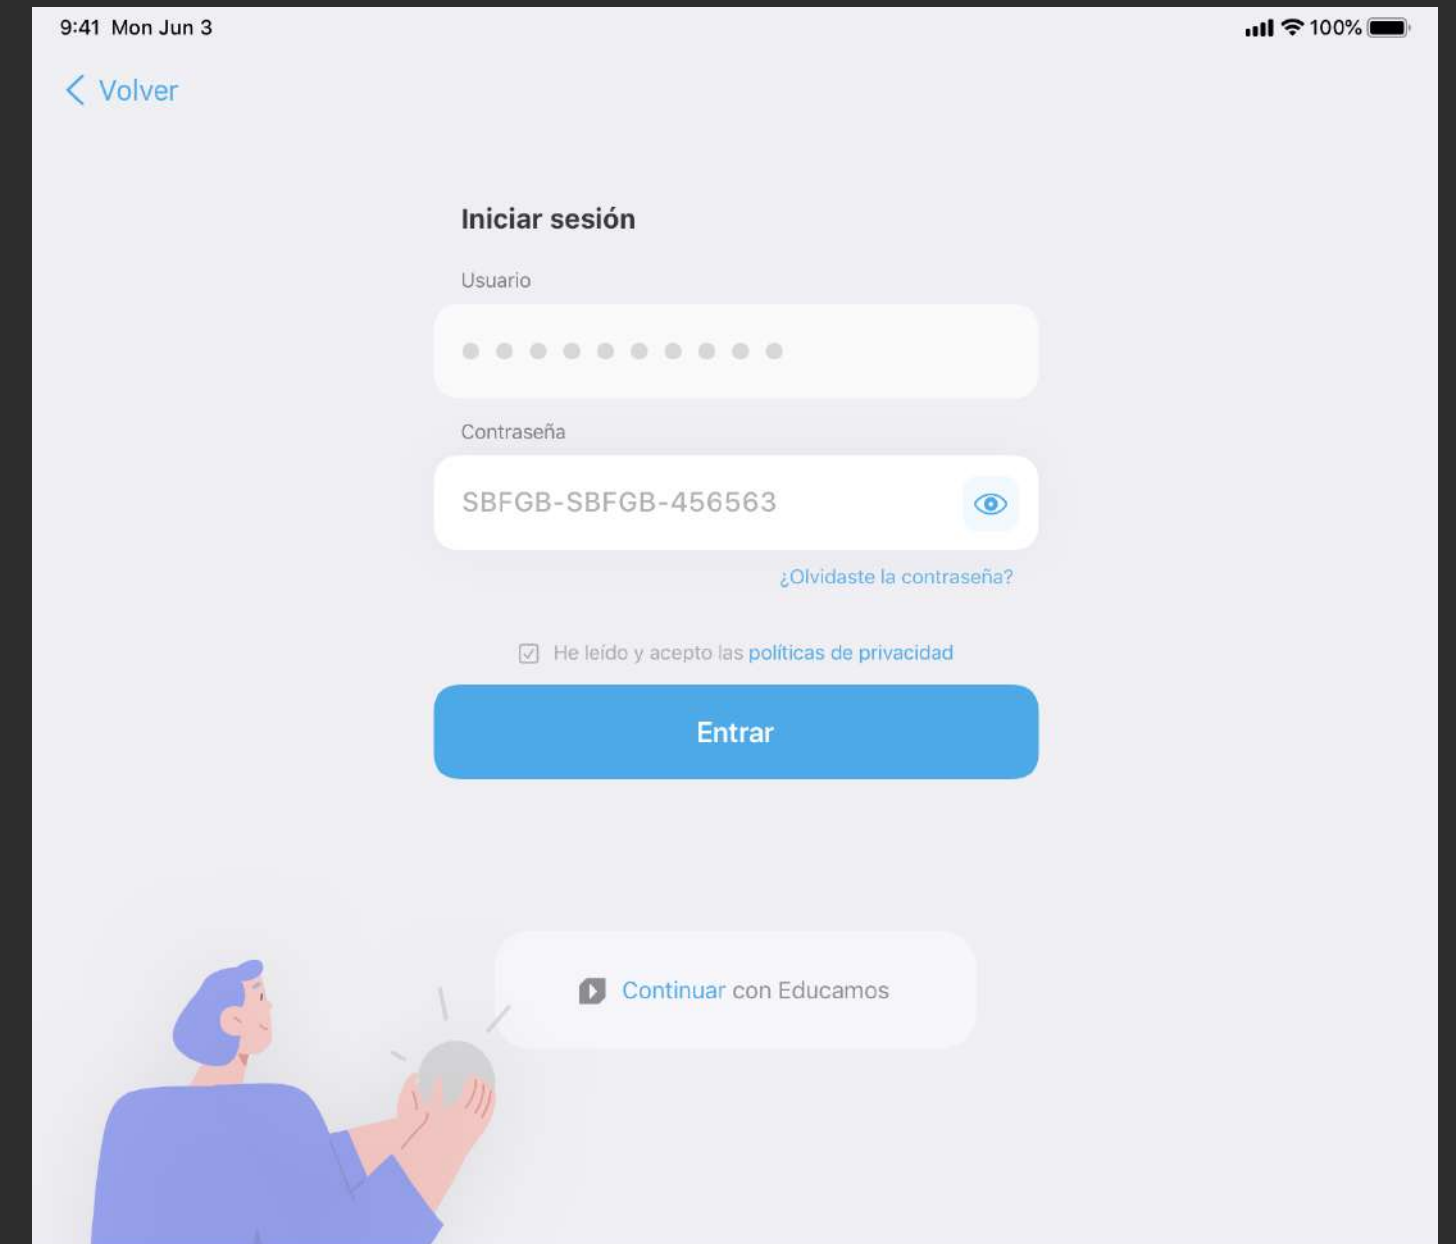 9:41 Mon Jun 3
100%
Volver
Iniciar sesión
Usuario
Contraseña
SBFGB-SBFGB-456563
¿Olvidaste la contraseña?
He leído y acepto las políticas de privacidad
Entrar
Continuar con Educamos